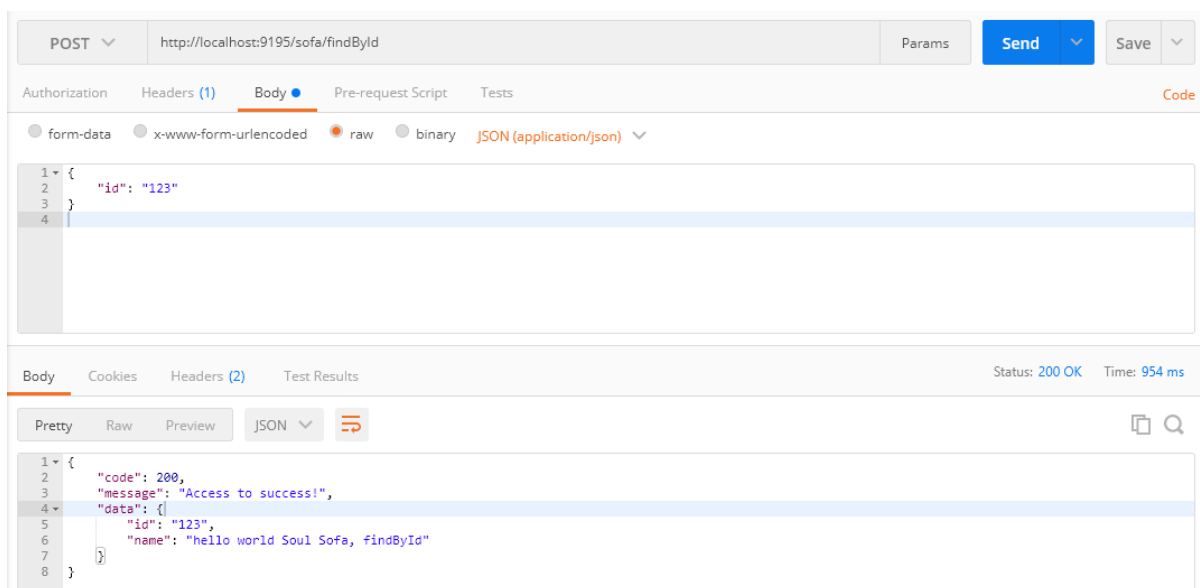 POST http://localhost:9195/sofa/findById Params Send Save
Authorization Headers (1) Body Pre-request Script Tests Code
form-data x-www-form-urlencoded raw binary JSON (application/json)
1 {
2 "id": "123"
3 }
4
Body Cookies Headers (2) Test Results Status: 200 OK Time: 954 ms
Pretty Raw Preview JSON
1 {
2 "code": 200,
3 "message": "Access to success!",
4 "data": {
5 "id": "123",
6 "name": "hello world Soul Sofa, findById"
7 }
8 }